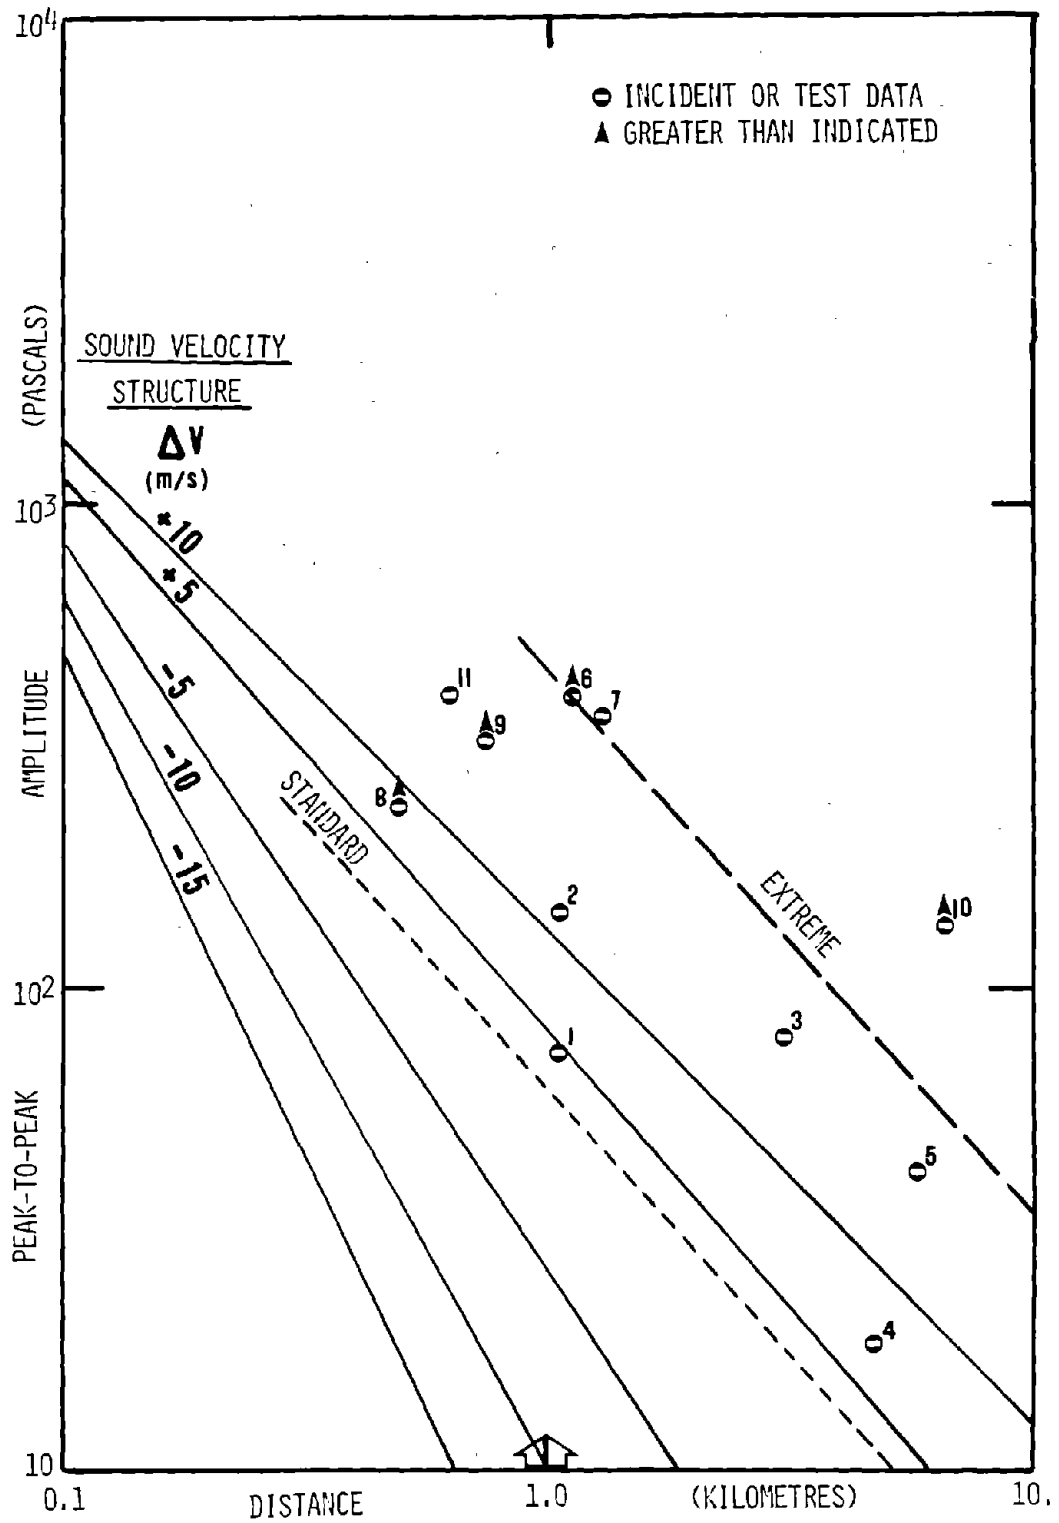 10⁴
INCIDENT OR TEST DATA
GREATER THAN INDICATED
(PASCALS)
SOUND VELOCITY
STRUCTURE
ΔV
(m/s)
10³
+10
+5
-5
-10
-15
AMPLITUDE
11
6
7
9
8
STANDARD
2
EXTREME
10
10²
3
1
PEAK-TO-PEAK
5
4
10
0.1
DISTANCE
1.0
(KILOMETRES)
10.